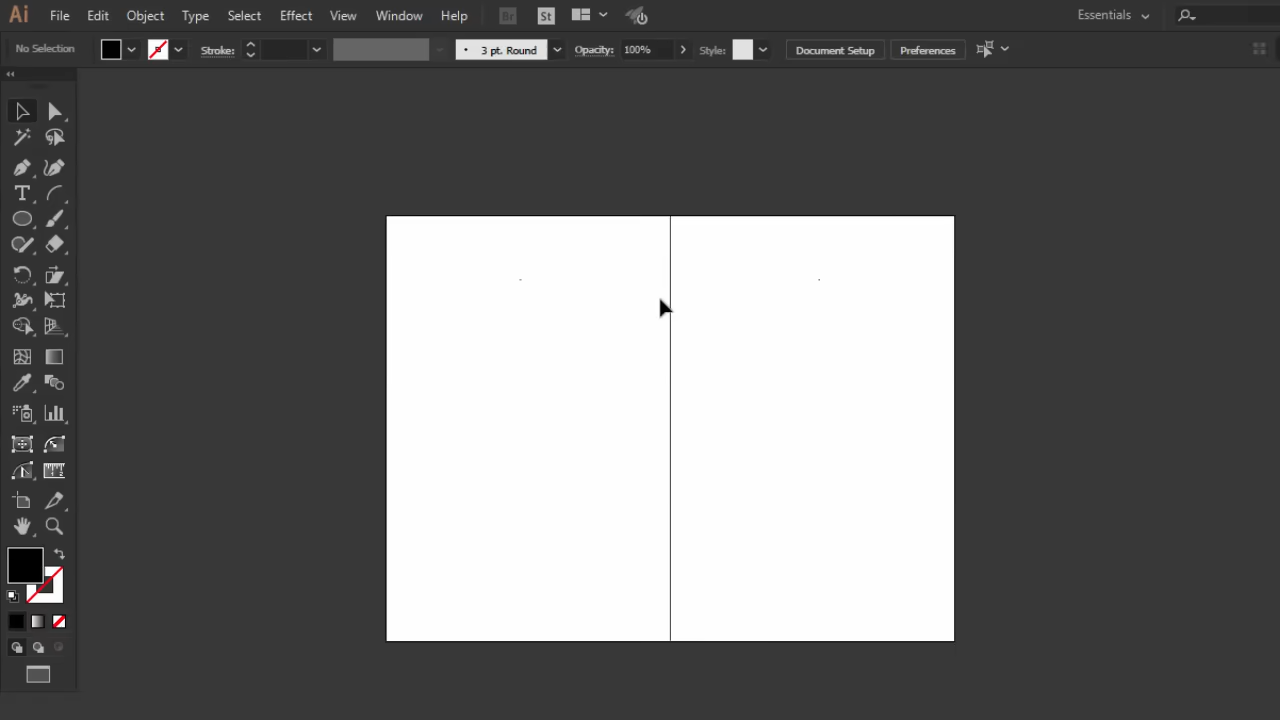 Ai File Edit Object Type Select Effect View Window Help Br St Essentials
No Selection Stroke: 3 pt. Round Opacity: 100% Style: Document Setup Preferences